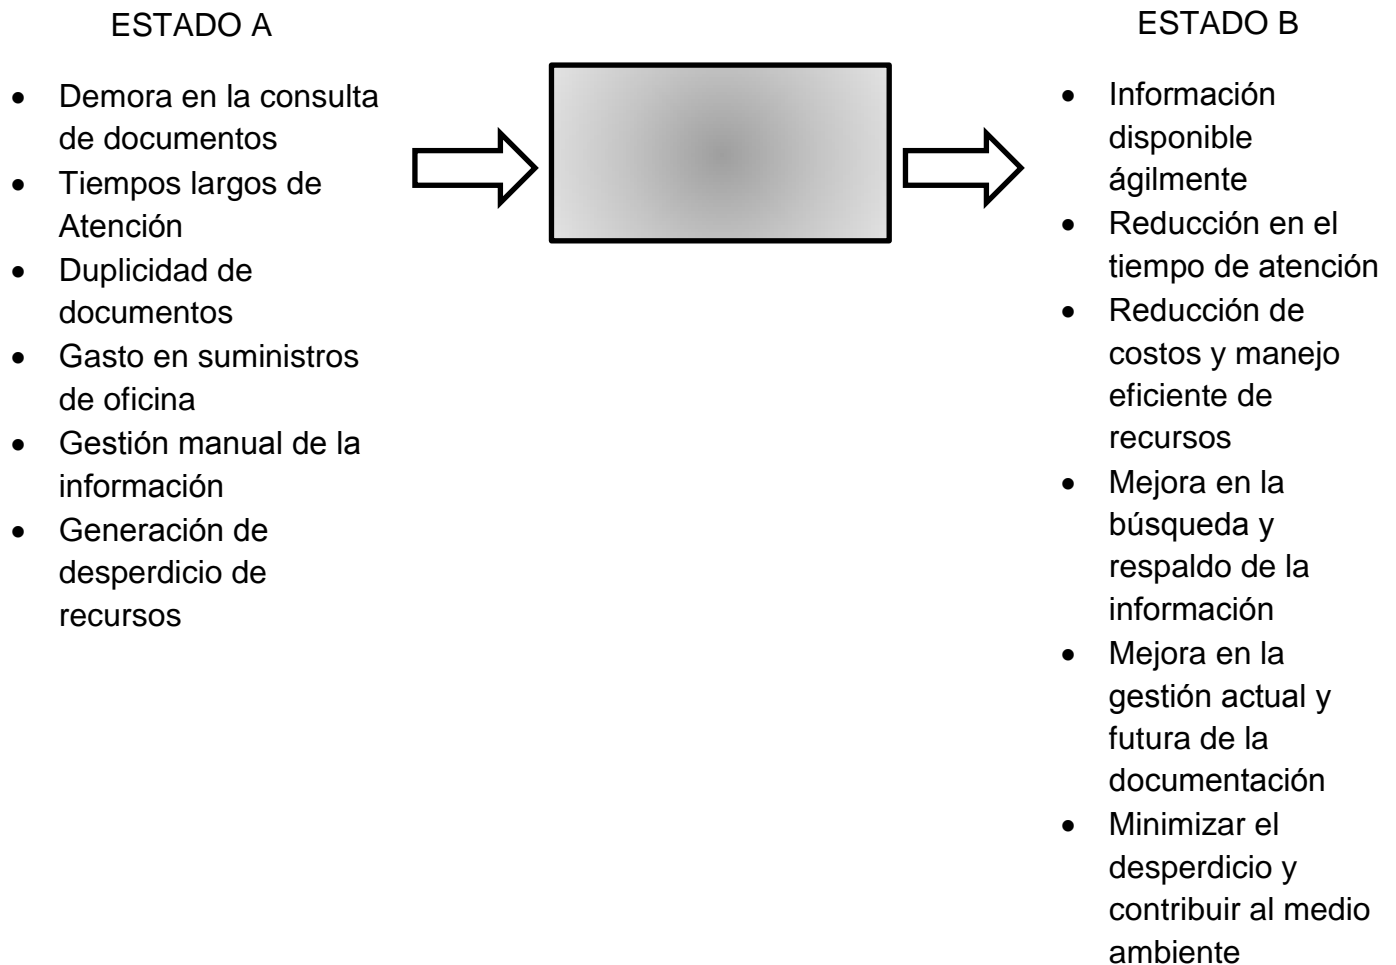 ESTADO A
• Demora en la consulta
de documentos
• Tiempos largos de
Atención
• Duplicidad de
documentos
• Gasto en suministros
de oficina
• Gestión manual de la
información
• Generación de
desperdicio de
recursos
ESTADO B
• Información
disponible
ágilmente
• Reducción en el
tiempo de atención
• Reducción de
costos y manejo
eficiente de
recursos
• Mejora en la
búsqueda y
respaldo de la
información
• Mejora en la
gestión actual y
futura de la
documentación
• Minimizar el
desperdicio y
contribuir al medio
ambiente